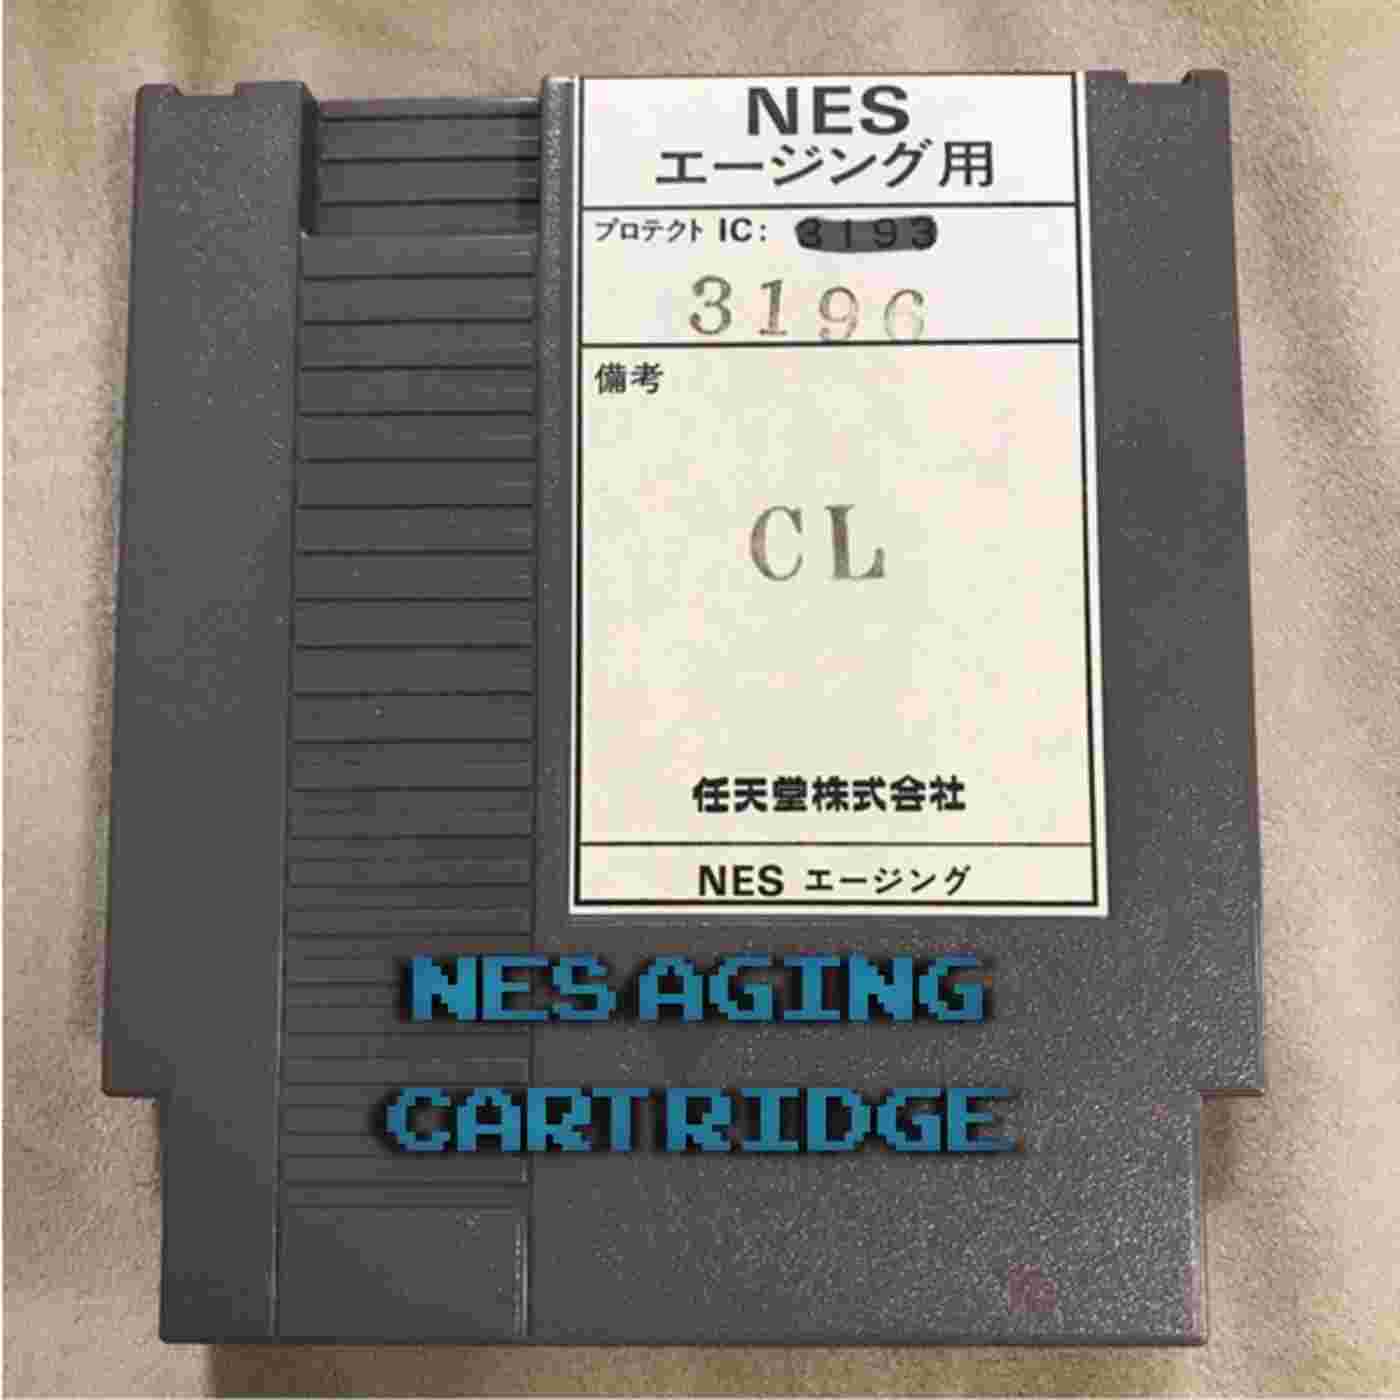 NES
エージング用
プロテクト IC: 3193
3196
備考
CL
任天堂株式会社
NES エージング
NES AGING
CARTRIDGE